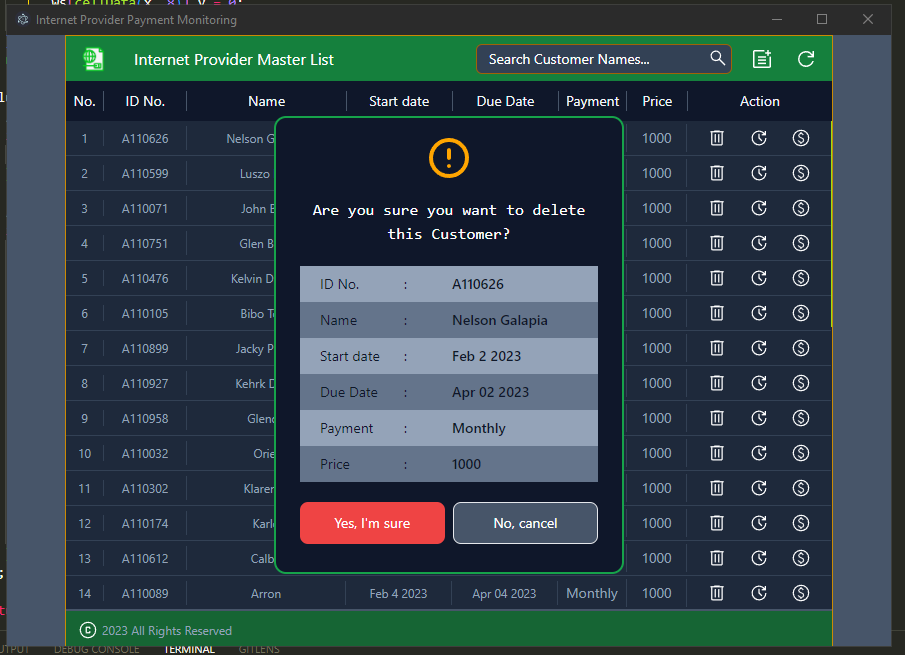 ws[cellData(x, 8)].v = 0;
Internet Provider Payment Monitoring
Internet Provider Master List
Search Customer Names...
No. ID No. Name Start date Due Date Payment Price Action
1 A110626 Nelson G 1000
2 A110599 Luszo 1000
3 A110071 John 1000
4 A110751 Glen B 1000
5 A110476 Kelvin D 1000
6 A110105 Bibo T 1000
7 A110899 Jacky P 1000
8 A110927 Kehrk D 1000
9 A110958 Glen 1000
10 A110032 Orie 1000
11 A110302 Klaren 1000
12 A110174 Karl 1000
13 A110612 Calb 1000
14 A110089 Arron Feb 4 2023 Apr 04 2023 Monthly 1000
Are you sure you want to delete
this Customer?
ID No. : A110626
Name : Nelson Galapia
Start date : Feb 2 2023
Due Date : Apr 02 2023
Payment : Monthly
Price : 1000
Yes, I'm sure
No, cancel
© 2023 All Rights Reserved
DEBUG CONSOLE TERMINAL GITLENS